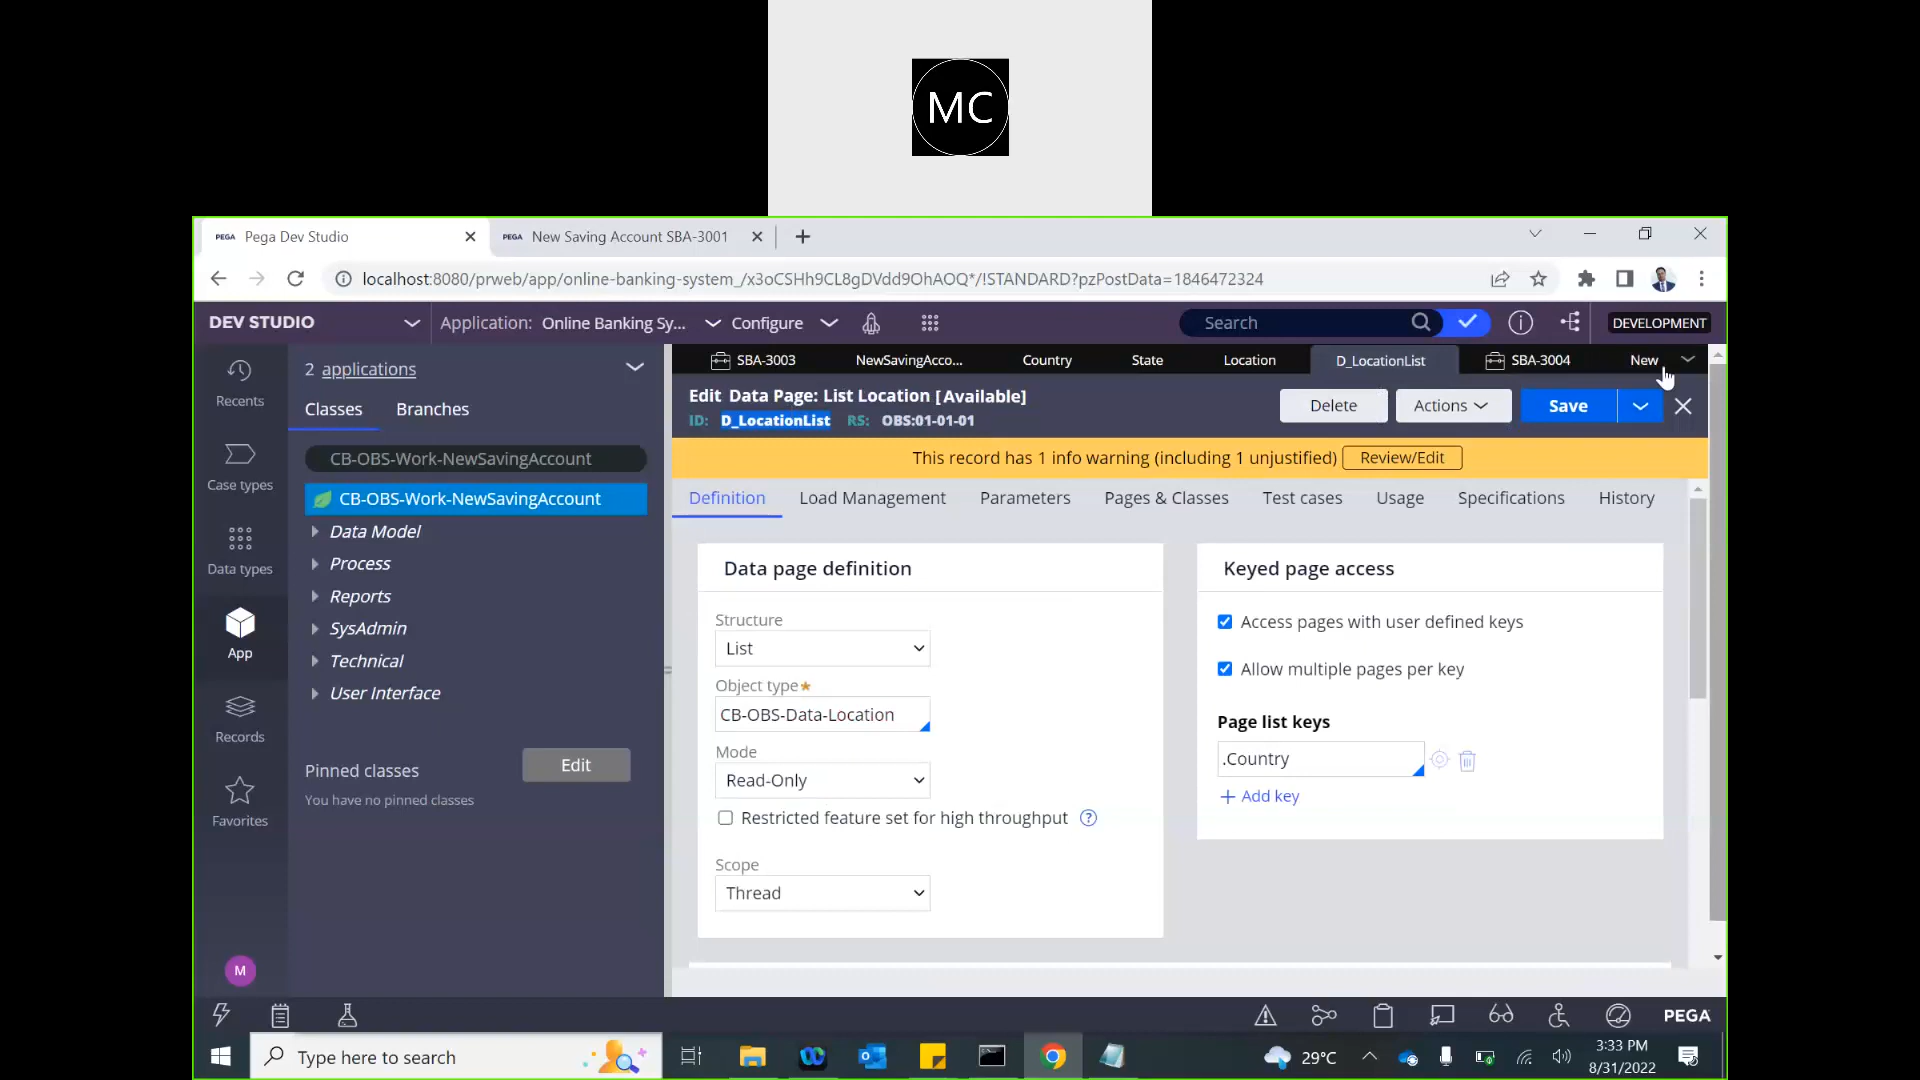 MC
PEGA Pega Dev Studio
PEGA New Saving Account SBA-3001
localhost:8080/prweb/app/online-banking-system_/x3oCSHh9CL8gDVdd9OhAOQ*/!STANDARD?pzPostData=1846472324
DEV STUDIO
Application: Online Banking Sy...
Configure
Search
DEVELOPMENT
Recents
Case types
Data types
App
Records
Favorites
M
2 applications
Classes
Branches
CB-OBS-Work-NewSavingAccount
CB-OBS-Work-NewSavingAccount
Data Model
Process
Reports
SysAdmin
Technical
User Interface
Pinned classes
Edit
You have no pinned classes
SBA-3003
NewSavingAcco...
Country
State
Location
D_LocationList
SBA-3004
New
Edit Data Page: List Location [Available]
ID: D_LocationList RS: OBS:01-01-01
Delete
Actions
Save
This record has 1 info warning (including 1 unjustified)
Review/Edit
Definition
Load Management
Parameters
Pages & Classes
Test cases
Usage
Specifications
History
Data page definition
Structure
List
Object type★
CB-OBS-Data-Location
Mode
Read-Only
Restricted feature set for high throughput ?
Scope
Thread
Keyed page access
Access pages with user defined keys
Allow multiple pages per key
Page list keys
.Country
+ Add key
PEGA
Type here to search
29°C
3:33 PM
8/31/2022